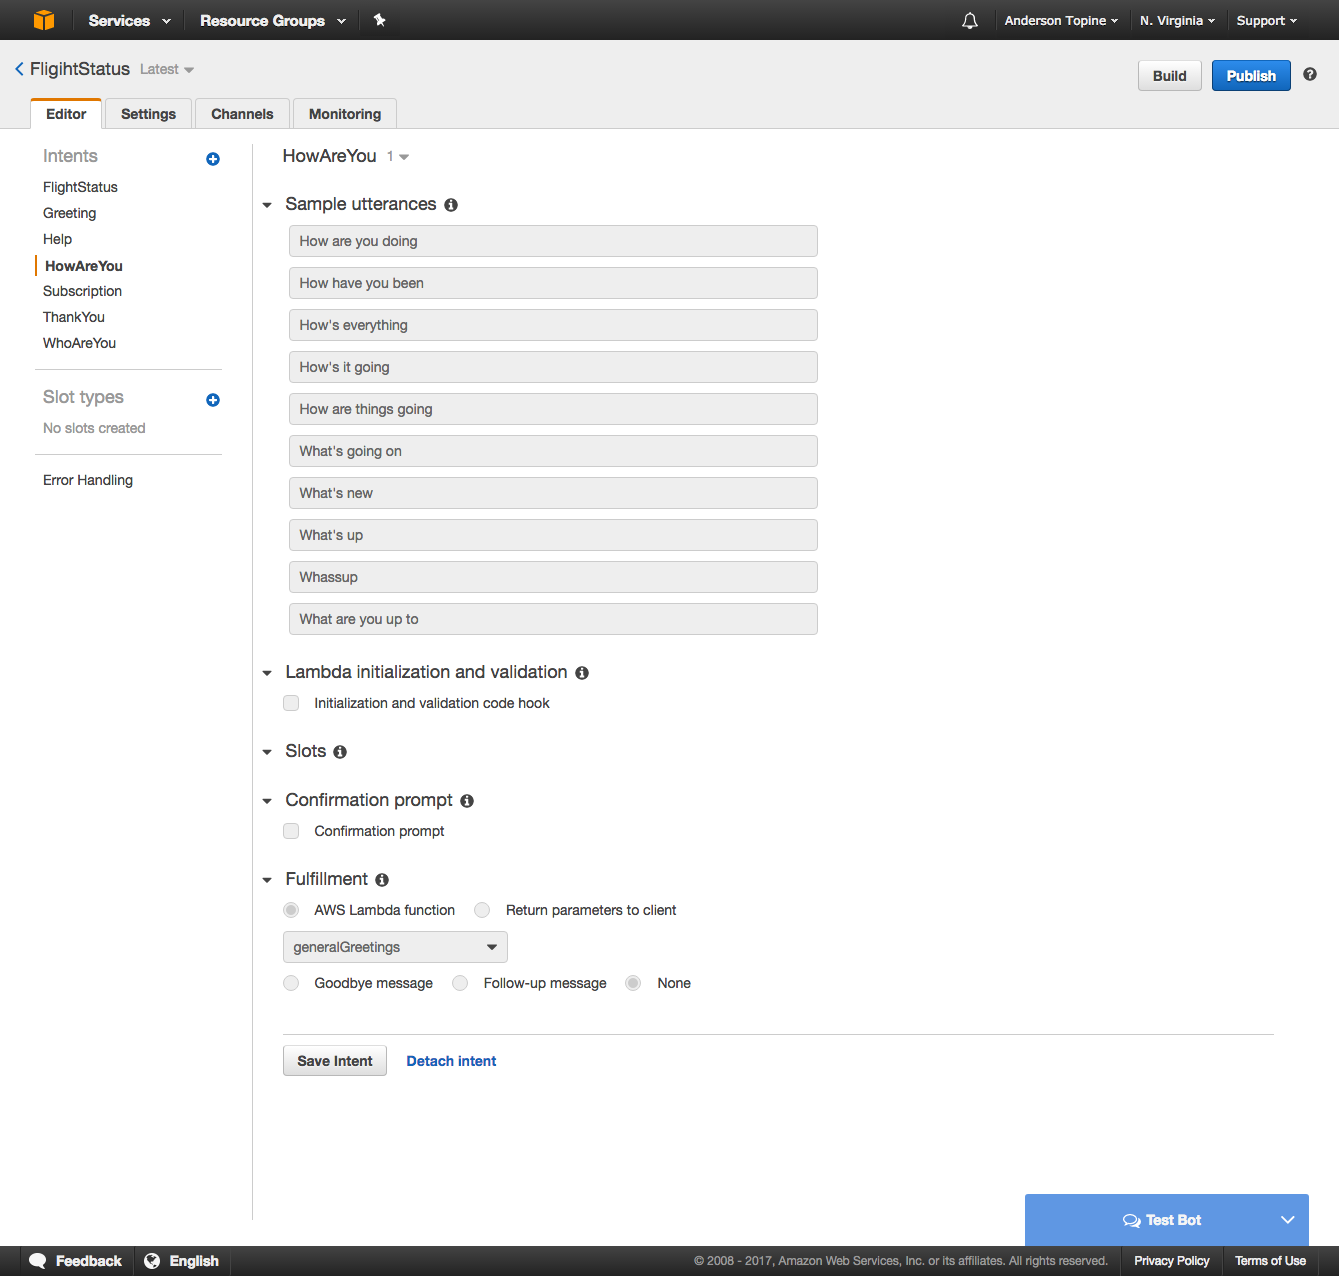 Services Resource Groups Anderson Topine N. Virginia Support
FligihtStatus Latest
Build Publish
Editor Settings Channels Monitoring
Intents
FlightStatus
Greeting
Help
HowAreYou
Subscription
ThankYou
WhoAreYou
Slot types
No slots created
Error Handling
HowAreYou 1
Sample utterances
How are you doing
How have you been
How's everything
How's it going
How are things going
What's going on
What's new
What's up
Whassup
What are you up to
Lambda initialization and validation
Initialization and validation code hook
Slots
Confirmation prompt
Confirmation prompt
Fulfillment
AWS Lambda function Return parameters to client
generalGreetings
Goodbye message Follow-up message None
Save Intent Detach intent
Test Bot
Feedback English © 2008 - 2017, Amazon Web Services, Inc. or its affiliates. All rights reserved. Privacy Policy Terms of Use